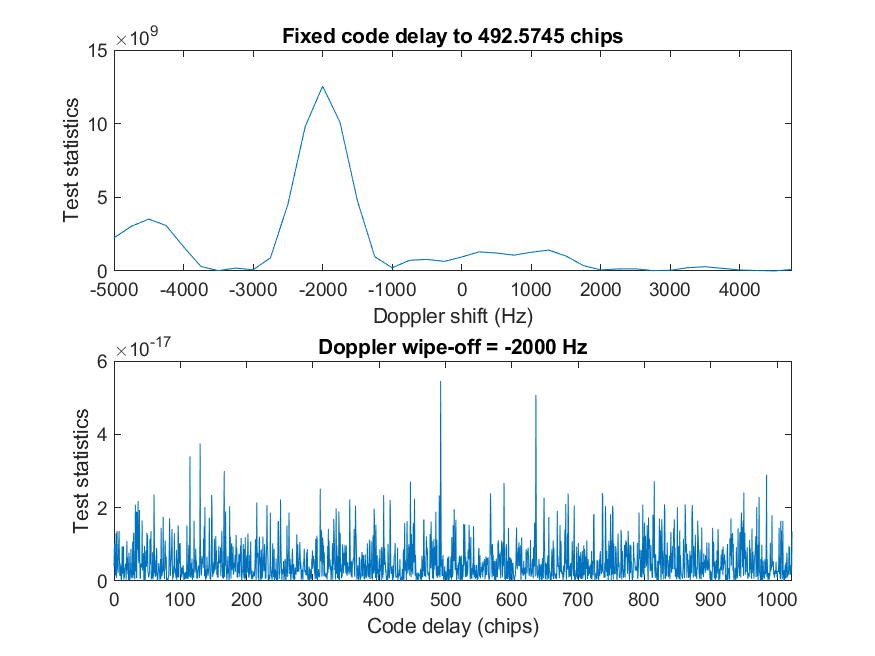 ×10^9
Fixed code delay to 492.5745 chips
15
10
5
0
Test statistics
-5000 -4000 -3000 -2000 -1000 0 1000 2000 3000 4000
Doppler shift (Hz)
×10^-17
Doppler wipe-off = -2000 Hz
6
4
2
0
Test statistics
0 100 200 300 400 500 600 700 800 900 1000
Code delay (chips)